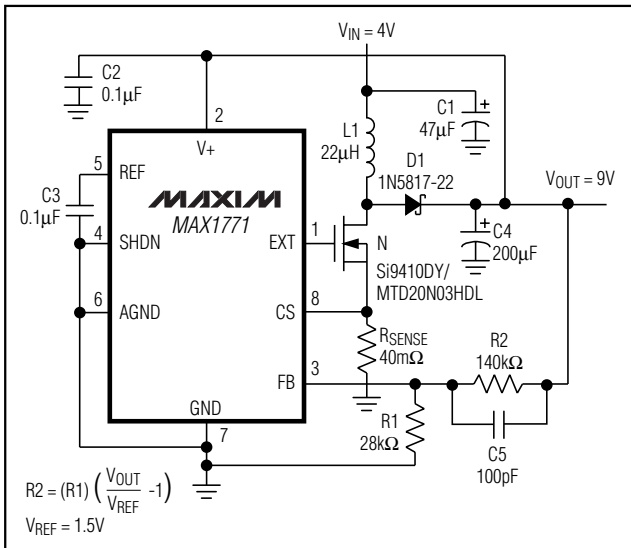 V_IN = 4V
C2
0.1µF
2
V+
C1
47µF
+
L1
22µH
D1
1N5817-22
V_OUT = 9V
5
REF
C3
0.1µF
MAXIM
MAX1771
4
SHDN
EXT
1
N
+
C4
200µF
Si9410DY/
MTD20N03HDL
6
AGND
CS
8
R_SENSE
40mΩ
R2
140kΩ
FB
3
GND
7
R1
28kΩ
C5
100pF
R2 = (R1) ( V_OUT / V_REF -1)
V_REF = 1.5V